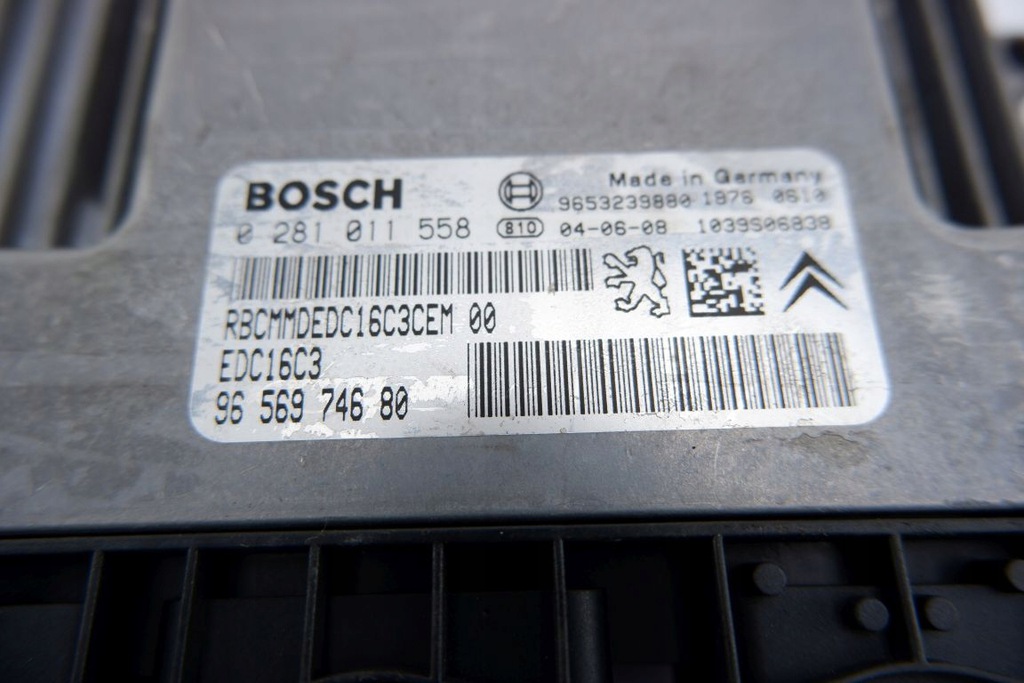 BOSCH
Made in Germany
9653239880 1876 0610
0 281 011 558
810 04-06-08 1039S06838
RBCMMDEDC16C3CEM 00
EDC16C3
96 569 746 80